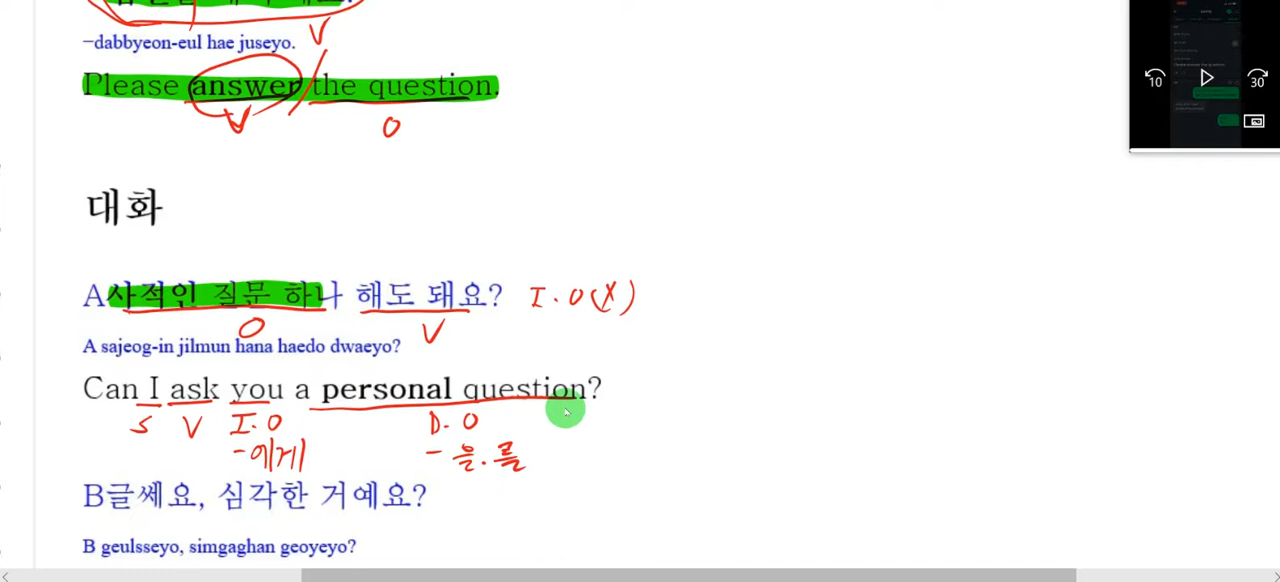 V
–dabbyeon-eul hae juseyo.
Please answer the question.
V O
대화
A사적인 질문 하나 해도 돼요? I.O(X)
O V
A sajeog-in jilmun hana haedo dwaeyo?
Can I ask you a personal question?
S V I.O D.O
-에게 -을.를
B글쎄요, 심각한 거예요?
B geulsseyo, simgaghan geoyeyo?
10 30